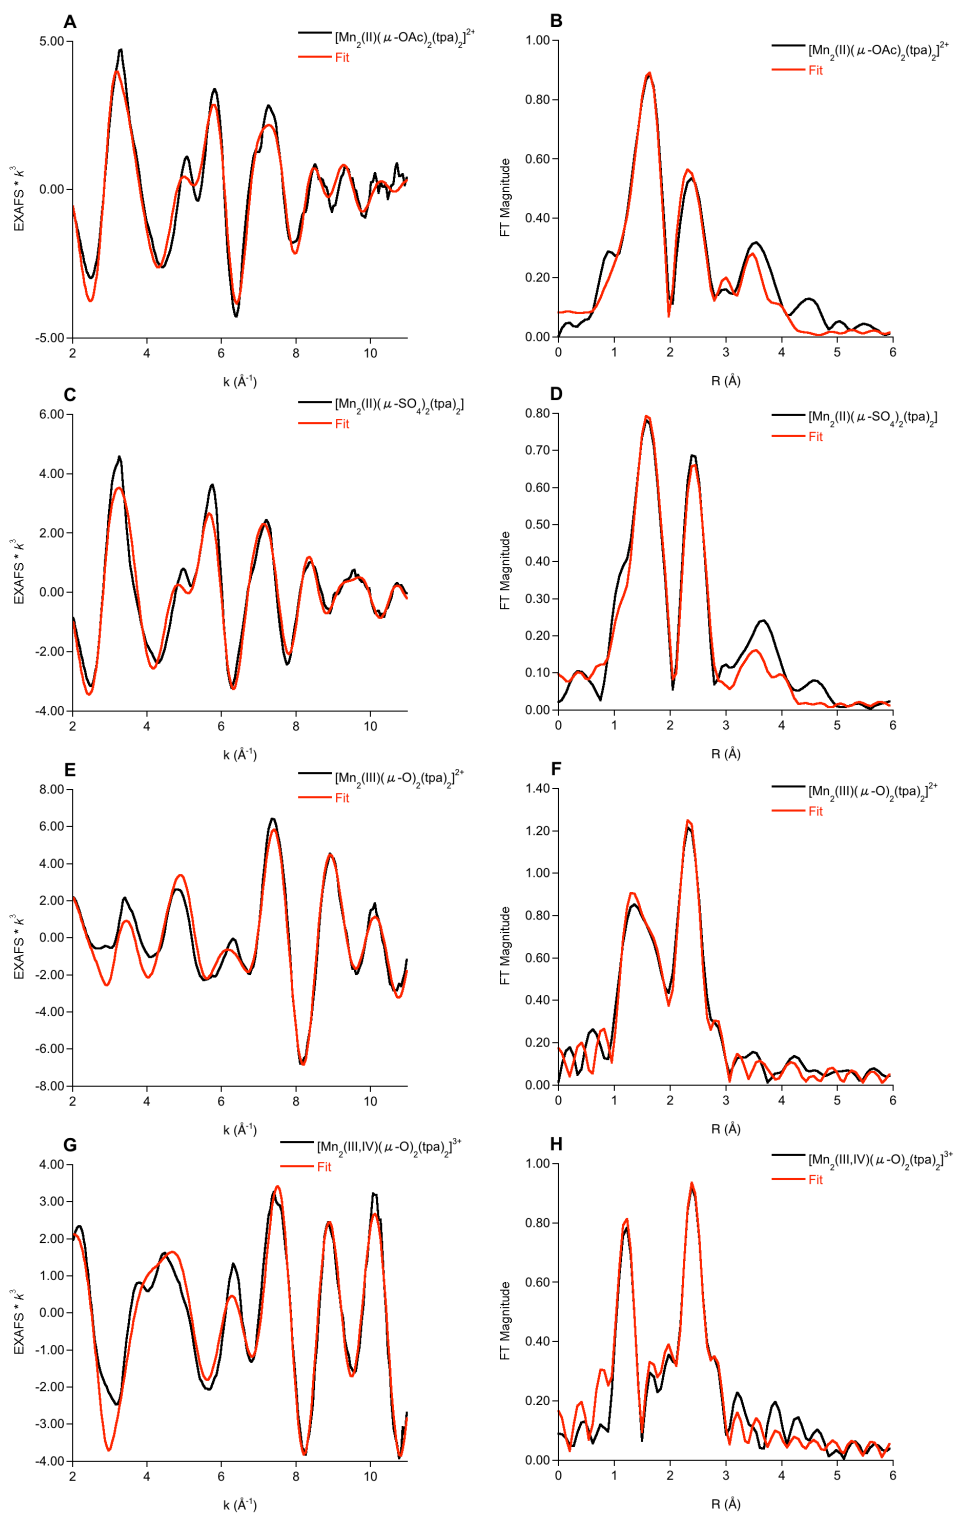 A
[Mn2(II)(μ-OAc)2(tpa)2]2+
Fit
5.00
0.00
-5.00
EXAFS * k3
2 4 6 8 10
k (Å-1)
B
[Mn2(II)(μ-OAc)2(tpa)2]2+
Fit
1.00
0.80
0.60
0.40
0.20
0.00
FT Magnitude
0 1 2 3 4 5 6
R (Å)
C
[Mn2(II)(μ-SO4)2(tpa)2]
Fit
6.00
4.00
2.00
0.00
-2.00
-4.00
EXAFS * k3
2 4 6 8 10
k (Å-1)
D
[Mn2(II)(μ-SO4)2(tpa)2]
Fit
0.80
0.70
0.60
0.50
0.40
0.30
0.20
0.10
0.00
FT Magnitude
0 1 2 3 4 5 6
R (Å)
E
[Mn2(III)(μ-O)2(tpa)2]2+
Fit
8.00
6.00
4.00
2.00
0.00
-2.00
-4.00
-6.00
-8.00
EXAFS * k3
2 4 6 8 10
k (Å-1)
F
[Mn2(III)(μ-O)2(tpa)2]2+
Fit
1.40
1.20
1.00
0.80
0.60
0.40
0.20
0.00
FT Magnitude
0 1 2 3 4 5 6
R (Å)
G
[Mn2(III,IV)(μ-O)2(tpa)2]3+
Fit
4.00
3.00
2.00
1.00
0.00
-1.00
-2.00
-3.00
-4.00
EXAFS * k3
2 4 6 8 10
k (Å-1)
H
[Mn2(III,IV)(μ-O)2(tpa)2]3+
Fit
1.00
0.80
0.60
0.40
0.20
0.00
FT Magnitude
0 1 2 3 4 5 6
R (Å)